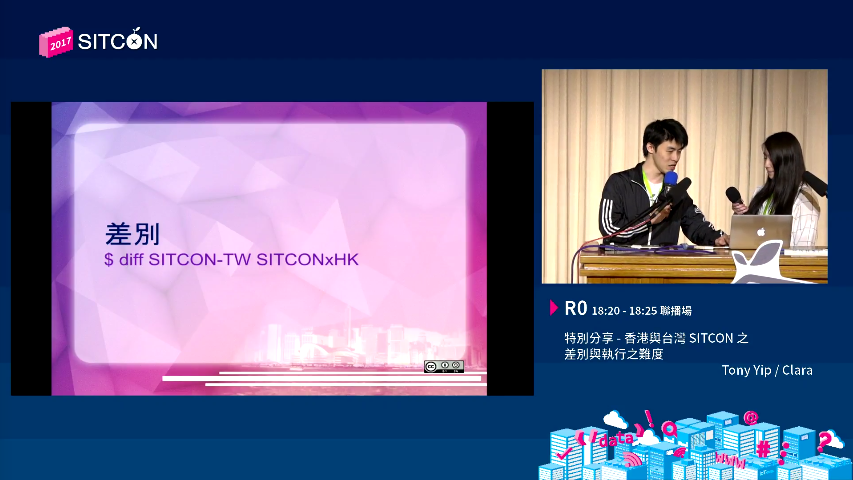 2017 SITCON
差別
$ diff SITCON-TW SITCONxHK
cc
R0 18:20 - 18:25 聯播場
特別分享 - 香港與台灣 SITCON 之
差別與執行之難度
Tony Yip / Clara
data
www